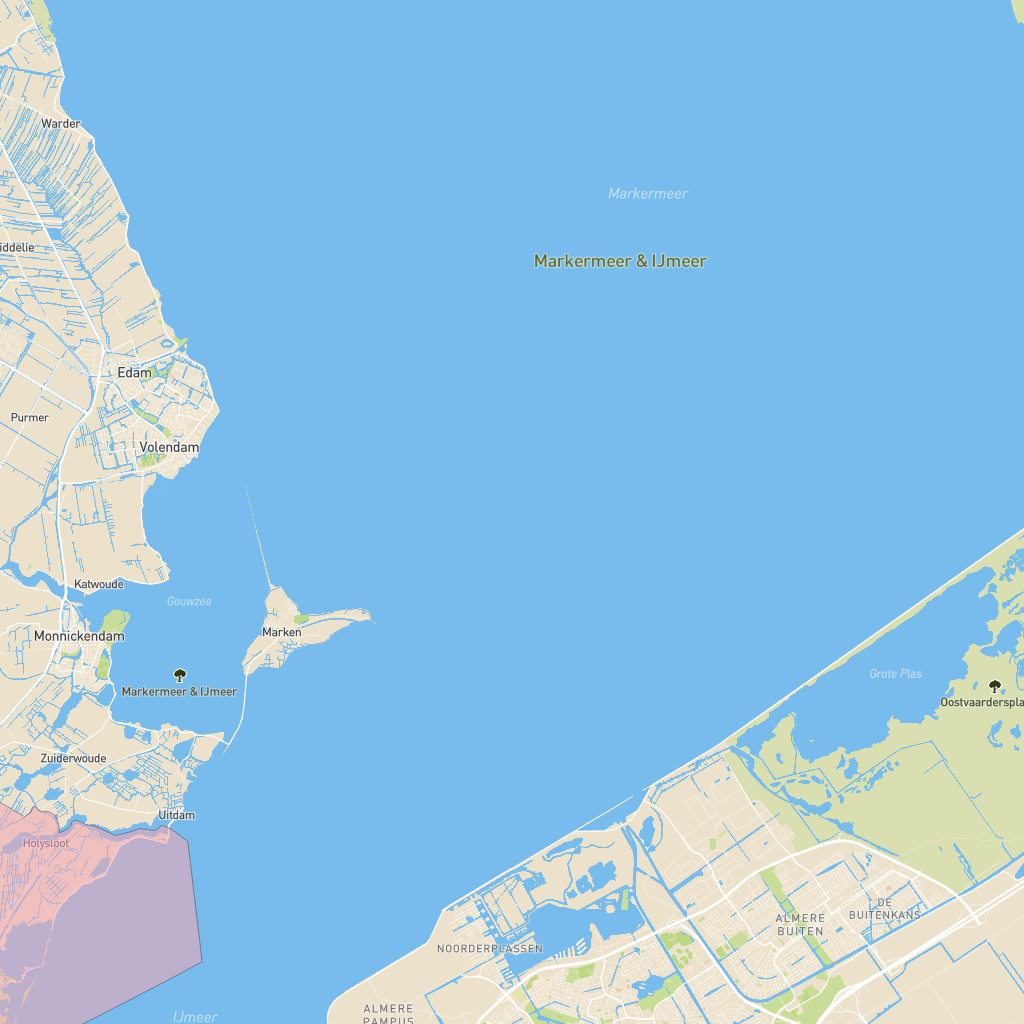 Warder
Markermeer
iddelie
Markermeer & IJmeer
Edam
Purmer
Volendam
Katwoude
Gouwzee
Marken
Monnickendam
Grote Plas
Markermeer & IJmeer
Oostvaarderspla
Zuiderwoude
Uitdam
Holysloot
DE
BUITENKANS
ALMERE
BUITEN
NOORDERPLASSEN
ALMERE
PAMPUS
IJmeer